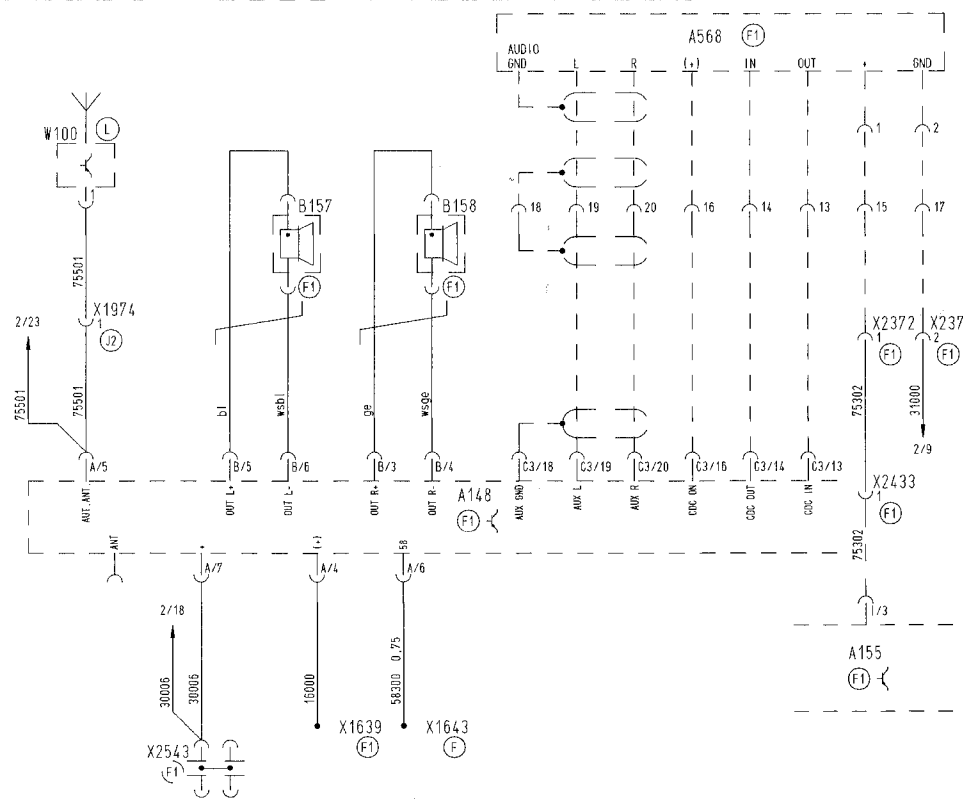 A568 F1
AUDIO
GND L R (+) IN OUT + GND
1 2
W100 L
1
B157 B158
18 19 20 16 14 13 15 17
F1 F1
75501
X1974
1
J2
2/23
X2372 X237
1 2
F1 F1
75501 75501 bl wsbl ge wsge 75302 31000
2/9
A/5 B/5 B/6 B/3 B/4 C3/18 C3/19 C3/20 C3/16 C3/14 C3/13
AUT.ANT OUT L+ OUT L- OUT R+ OUT R- A148 AUX GND AUX L AUX R CDC ON CDC OUT CDC IN
F1
X2433
1
F1
ANT + (+) 58
75302
A/7 A/4 A/6
1/3
2/18
30006 30006 16000 58300 0,75
A155
F1
X1639 X1643
F1 F
X2543
F1